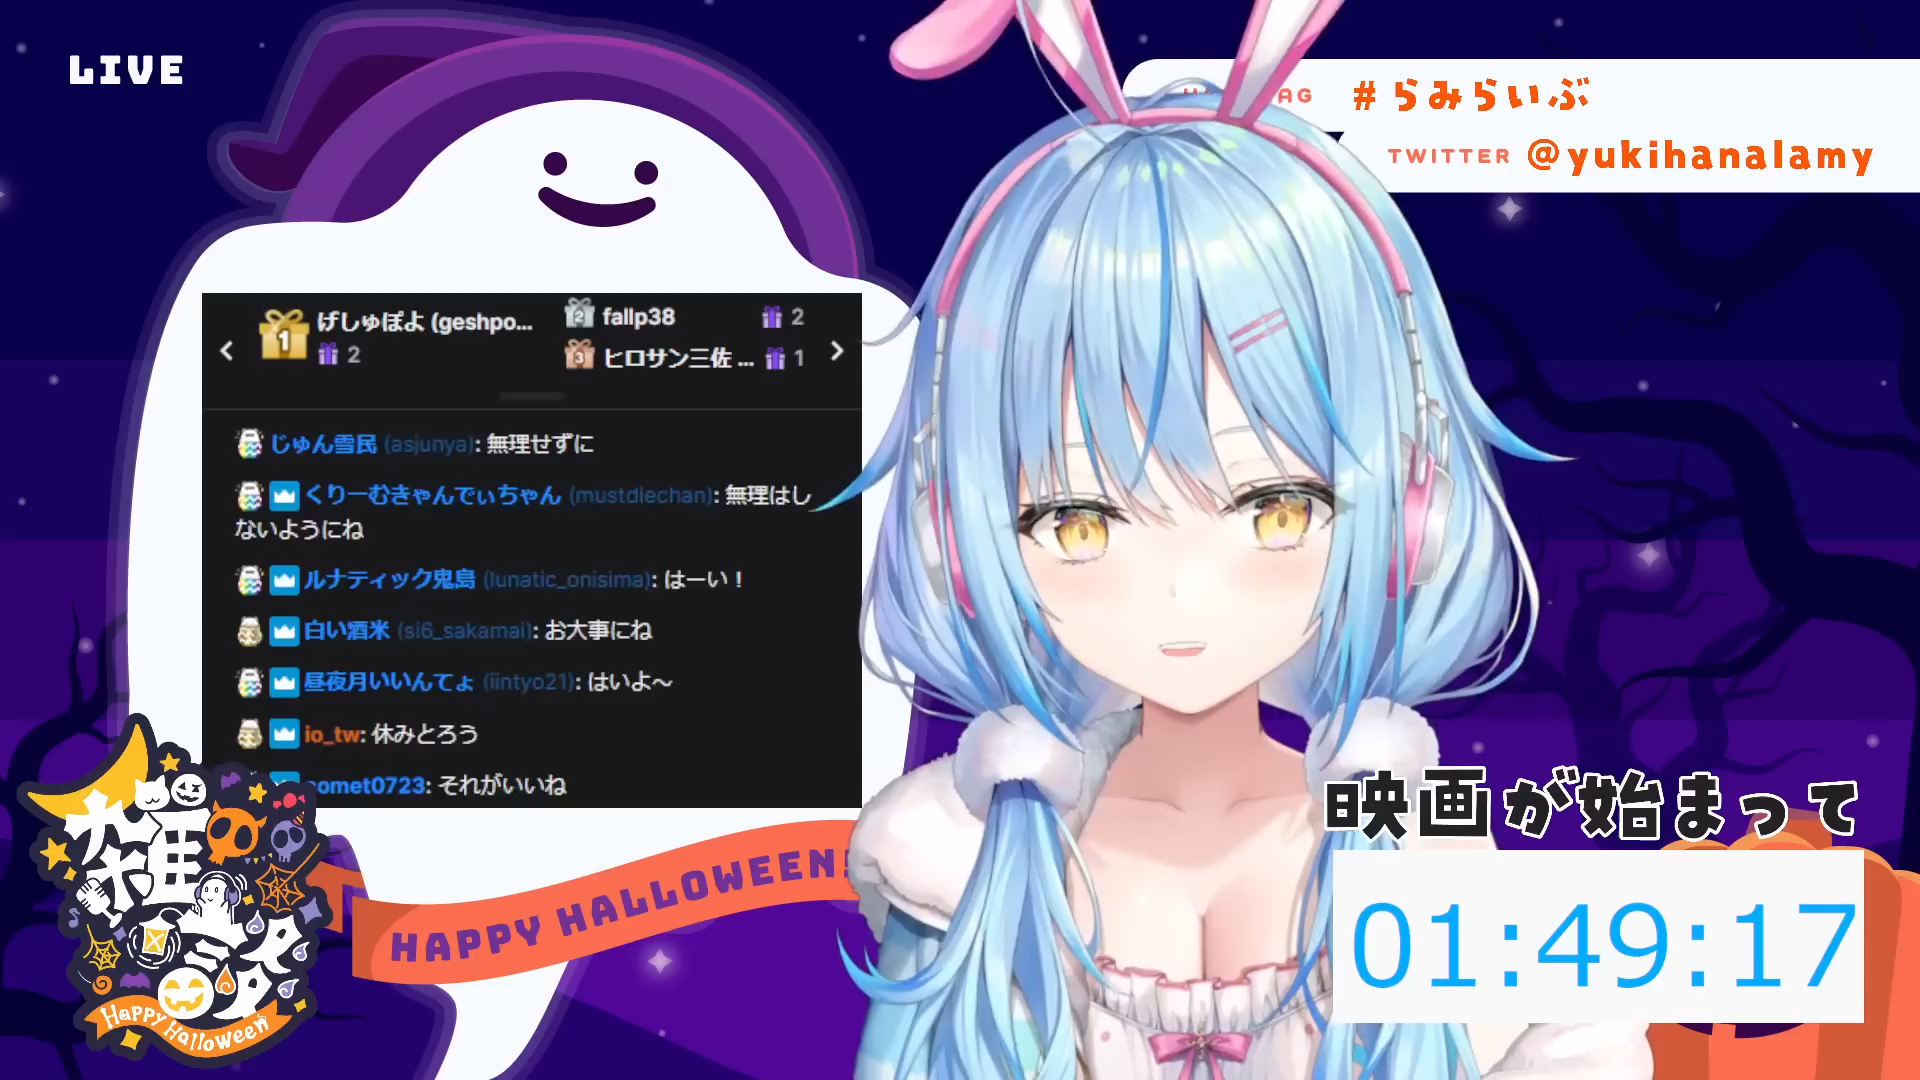 LIVE
AG
#らみらいぶ
TWITTER @yukihanalamy
1 げしゅぽよ (geshpo...
2
2 fallp38 2
3 ヒロサン三佐 ... 1
じゅん雪民 (asjunya): 無理せずに
くりーむきゃんでぃちゃん (mustdiechan): 無理はし
ないようにね
ルナティック鬼島 (lunatic_onisima): はーい！
白い酒米 (si6_sakamai): お大事にね
昼夜月いいんてょ (iintyo21): はいよ〜
io_tw: 休みとろう
omet0723: それがいいね
雑談
Happy Halloween
HAPPY HALLOWEEN!
映画が始まって
01:49:17